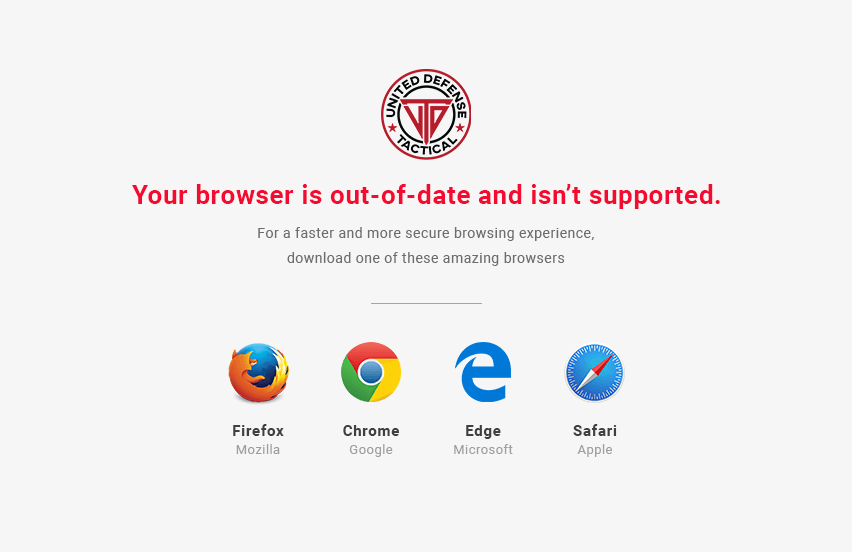 UNITED DEFENSE
UTD
TACTICAL
Your browser is out-of-date and isn’t supported.
For a faster and more secure browsing experience,
download one of these amazing browsers
Firefox
Chrome
Edge
Safari
Mozilla
Google
Microsoft
Apple